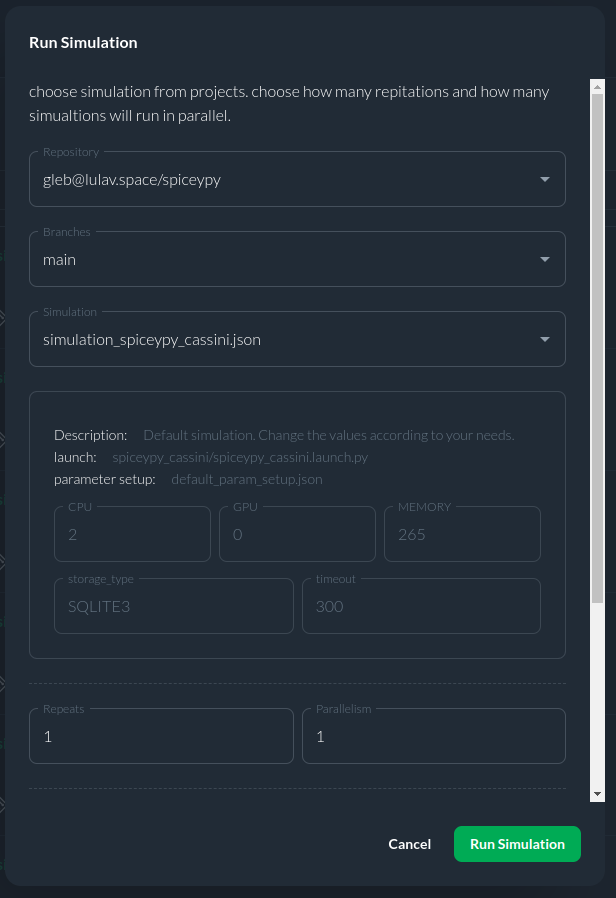 Run Simulation
choose simulation from projects. choose how many repitations and how many
simualtions will run in parallel.
Repository
gleb@lulav.space/spiceypy
Branches
main
Simulation
simulation_spiceypy_cassini.json
Description: Default simulation. Change the values according to your needs.
launch: spiceypy_cassini/spiceypy_cassini.launch.py
parameter setup: default_param_setup.json
CPU GPU MEMORY
2 0 265
storage_type timeout
SQLITE3 300
Repeats Parallelism
1 1
Cancel Run Simulation